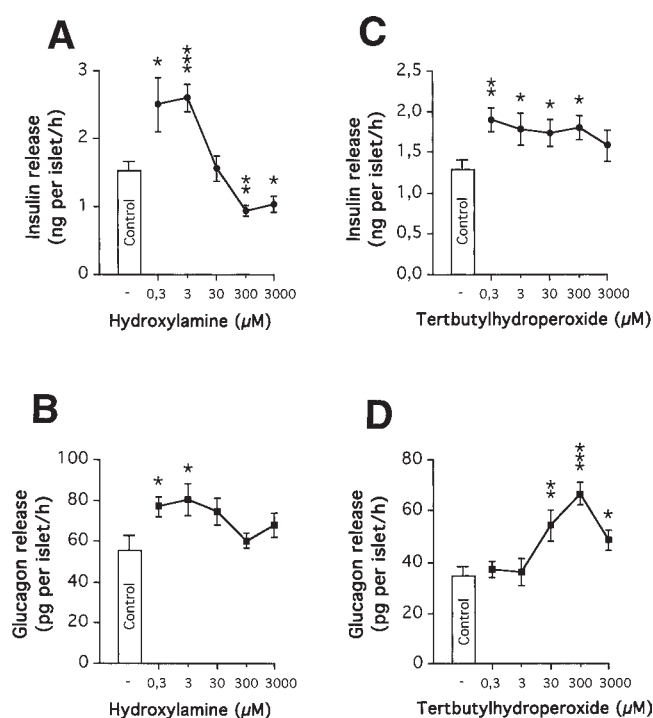 A
Insulin release
(ng per islet/h)
3
2
1
0
* *** ** *
Control
- 0,3 3 30 300 3000
Hydroxylamine (µM)
C
Insulin release
(ng per islet/h)
2,5
2,0
1,5
1,0
0,5
0,0
** * * *
Control
- 0,3 3 30 300 3000
Tertbutylhydroperoxide (µM)
B
Glucagon release
(pg per islet/h)
100
80
60
40
20
0
* *
Control
- 0,3 3 30 300 3000
Hydroxylamine (µM)
D
Glucagon release
(pg per islet/h)
80
60
40
20
0
** *** *
Control
- 0,3 3 30 300 3000
Tertbutylhydroperoxide (µM)